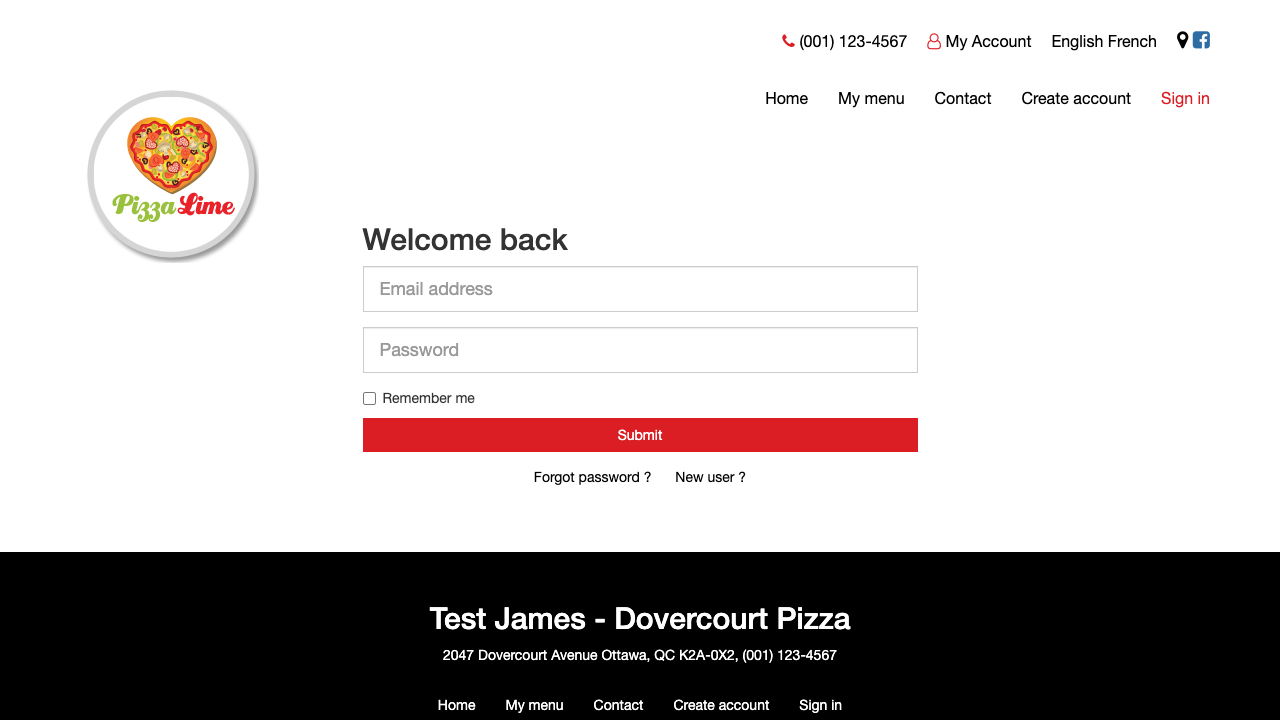 (001) 123-4567 My Account English French
Home My menu Contact Create account Sign in
Pizza Lime
Welcome back
Email address
Password
Remember me
Submit
Forgot password ? New user ?
Test James - Dovercourt Pizza
2047 Dovercourt Avenue Ottawa, QC K2A-0X2, (001) 123-4567
Home My menu Contact Create account Sign in